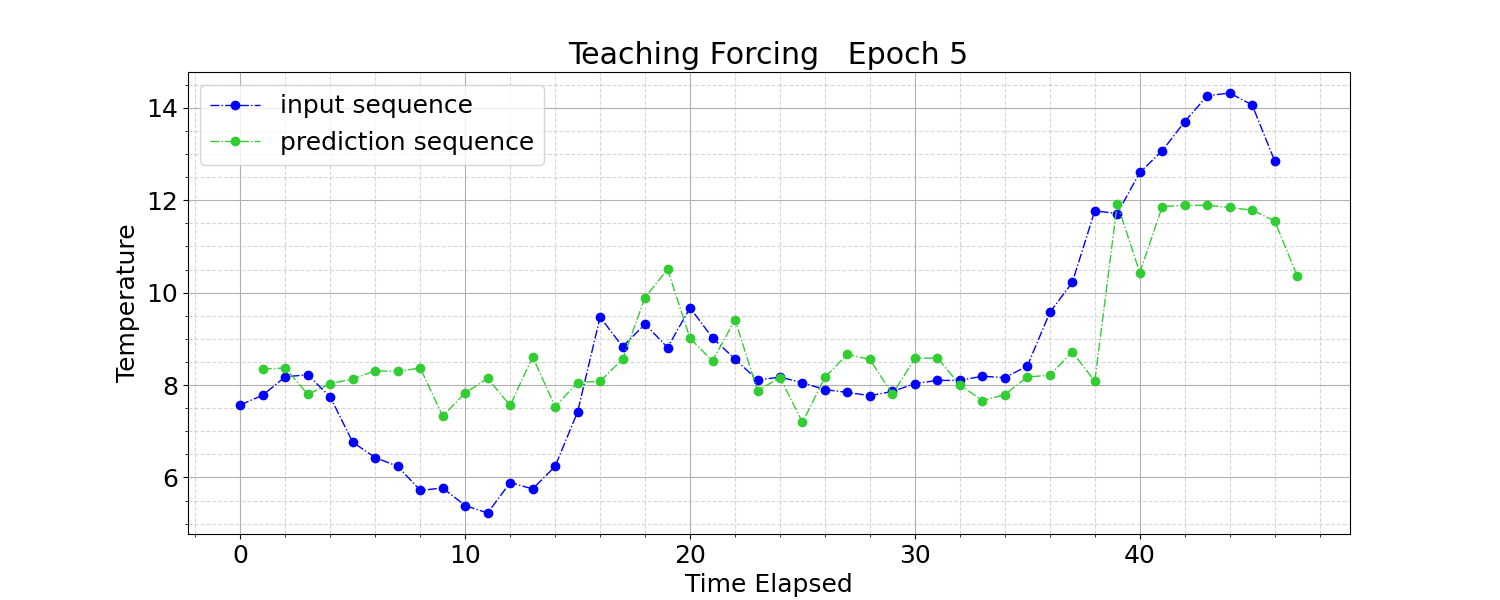 Teaching Forcing   Epoch 5
input sequence
prediction sequence
Temperature
14
12
10
8
6
0 10 20 30 40
Time Elapsed